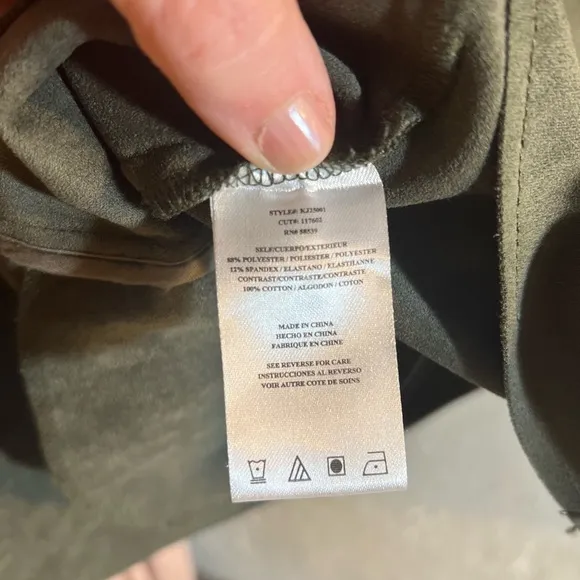 STYLE#: KJ25001
CUT#: 117602
RN# 88539
SELF/CUERPO/EXTERIEUR
88% POLYESTER / POLIESTER / POLYESTER
12% SPANDEX / ELASTANO / ELASTHANNE
CONTRAST/CONTRASTE/CONTRASTE
100% COTTON / ALGODON / COTON
MADE IN CHINA
HECHO EN CHINA
FABRIQUE EN CHINE
SEE REVERSE FOR CARE
INSTRUCCIONES AL REVERSO
VOIR AUTRE COTE DE SOINS